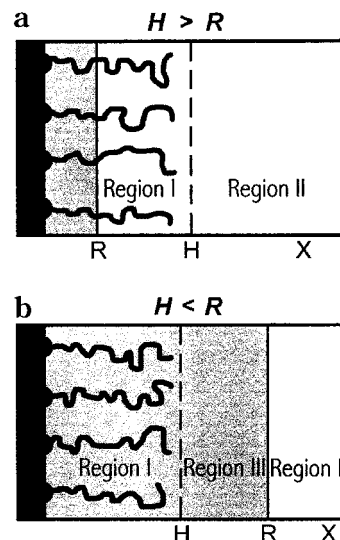 a
H > R
Region I
Region II
R H X
b
H < R
Region I
Region III
Region I
H R X